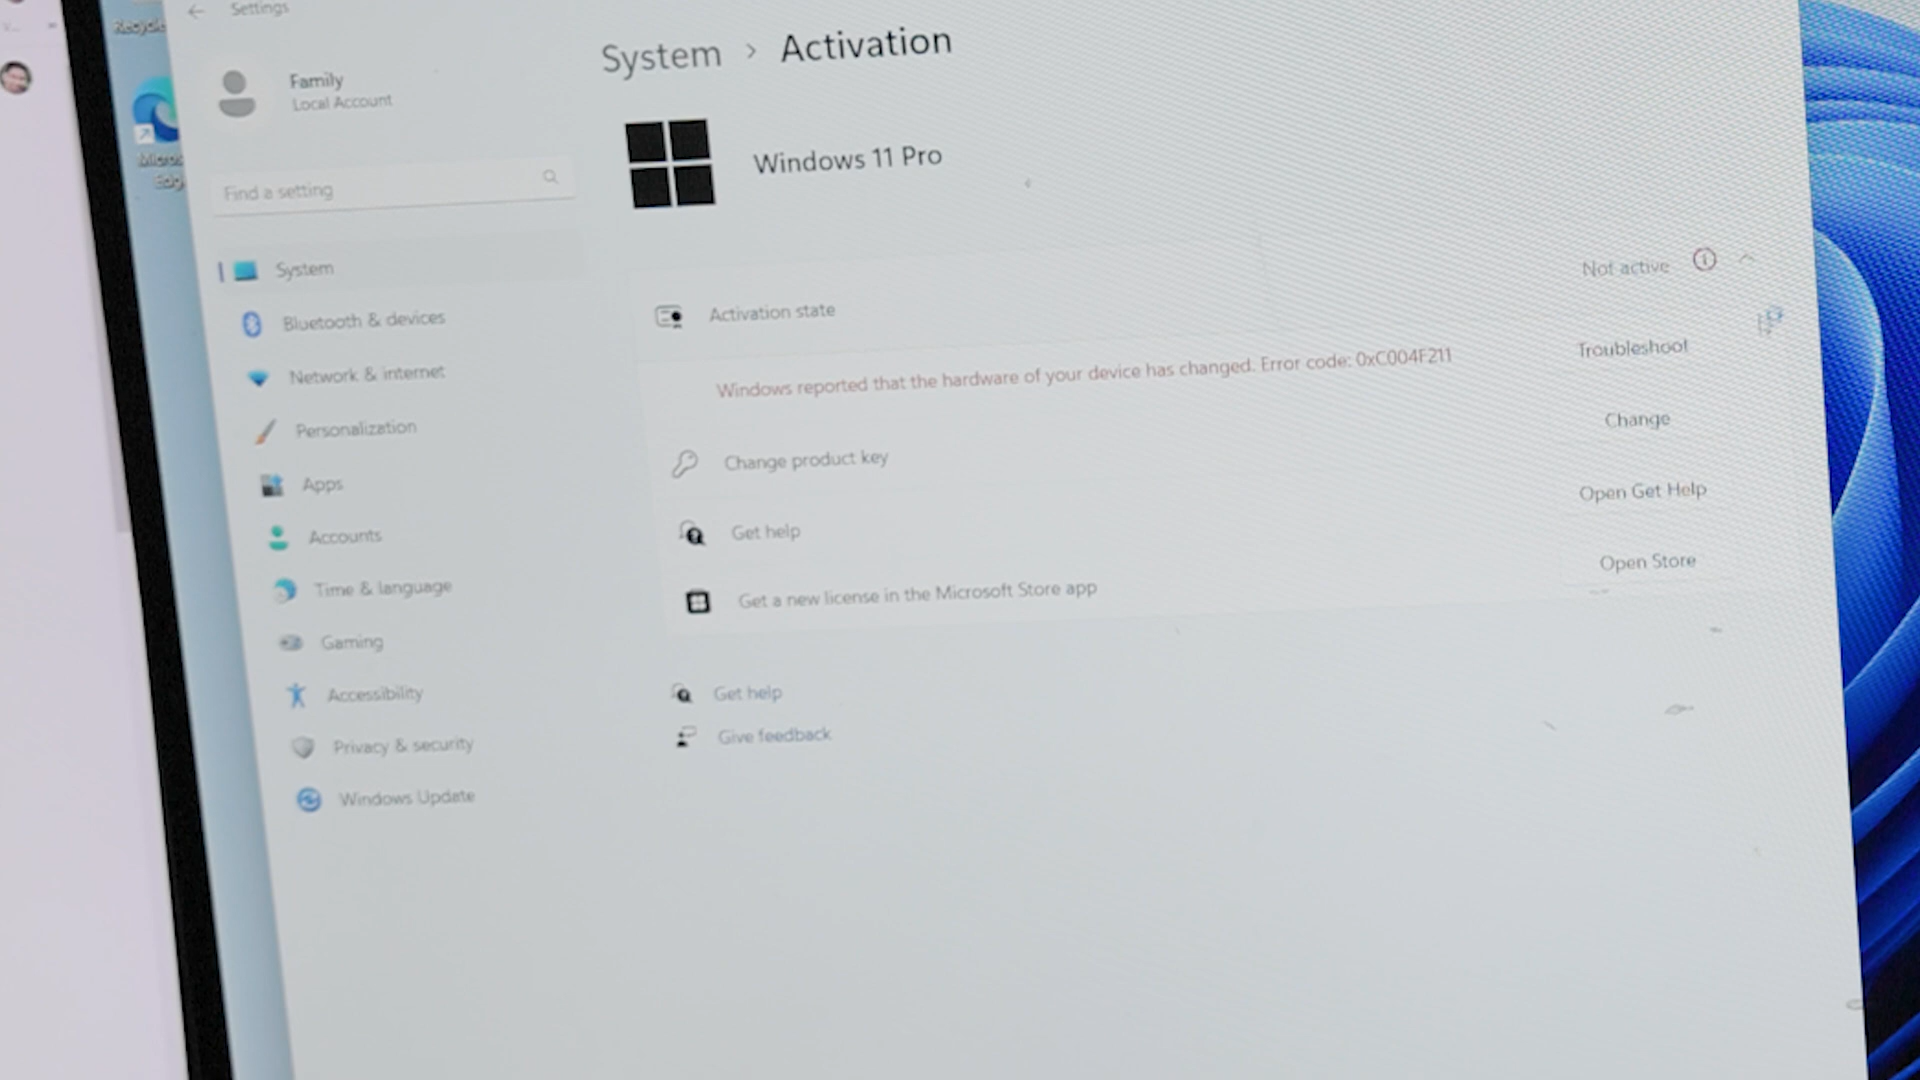 Recycle
Settings
Family
Local Account
Find a setting
System
Bluetooth & devices
Network & internet
Personalization
Apps
Accounts
Time & language
Gaming
Accessibility
Privacy & security
Windows Update
System > Activation
Windows 11 Pro
Activation state
Not active
Windows reported that the hardware of your device has changed. Error code: 0xC004F211
Troubleshoot
Change product key
Change
Get help
Open Get Help
Get a new license in the Microsoft Store app
Open Store
Get help
Give feedback